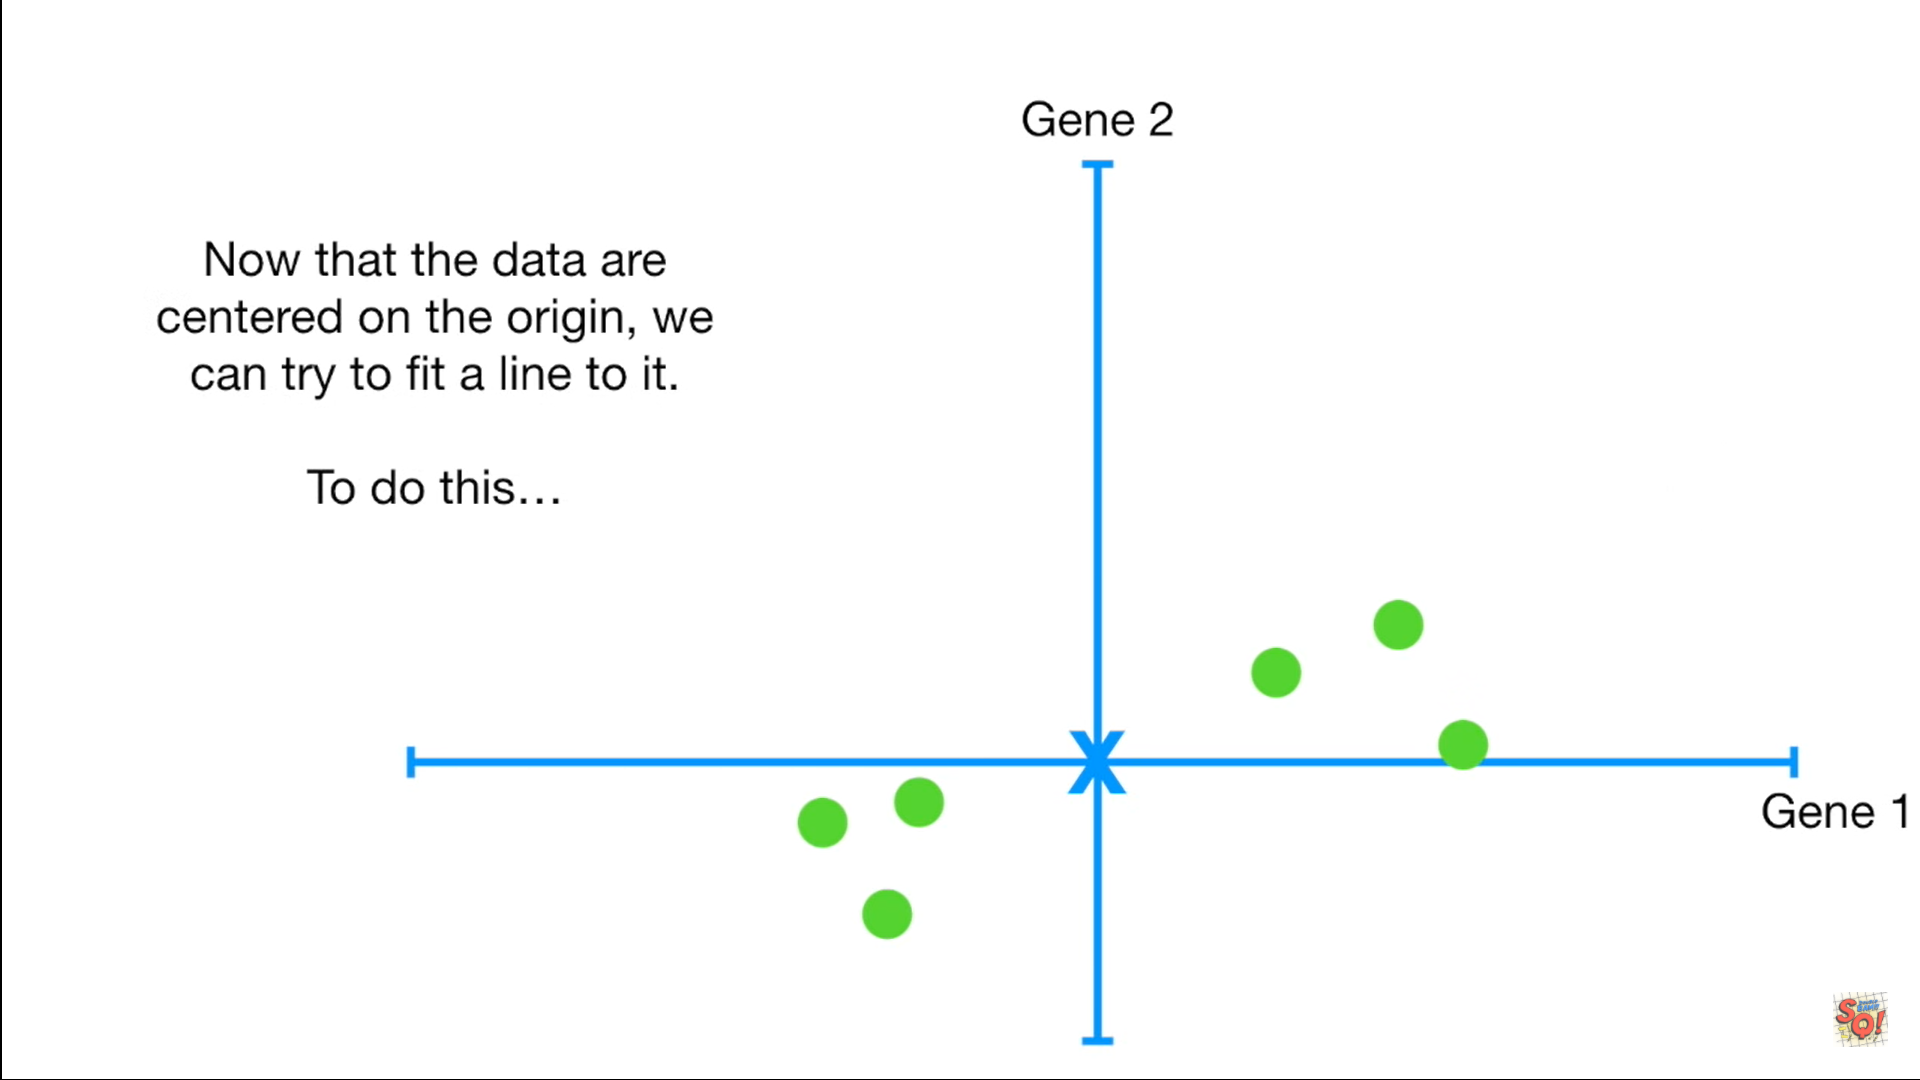 Gene 2
Now that the data are
centered on the origin, we
can try to fit a line to it.
To do this…
X
Gene 1
SQ!